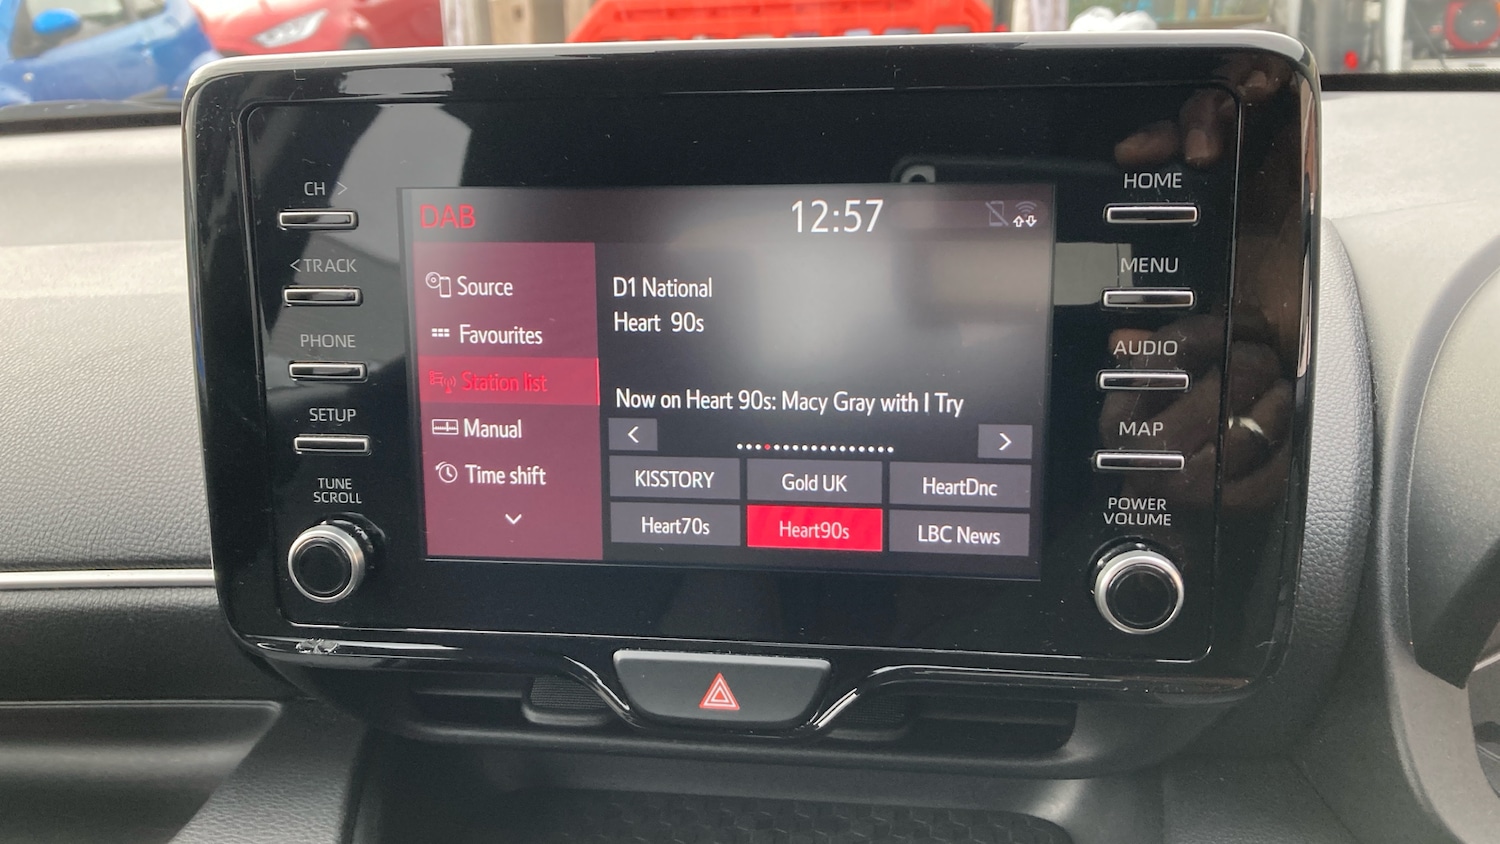 CH >
< TRACK
PHONE
SETUP
TUNE
SCROLL
DAB
12:57
Source
Favourites
Station list
Manual
Time shift
D1 National
Heart 90s
Now on Heart 90s: Macy Gray with I Try
< >
KISSTORY
Gold UK
HeartDnc
Heart70s
Heart90s
LBC News
HOME
MENU
AUDIO
MAP
POWER
VOLUME